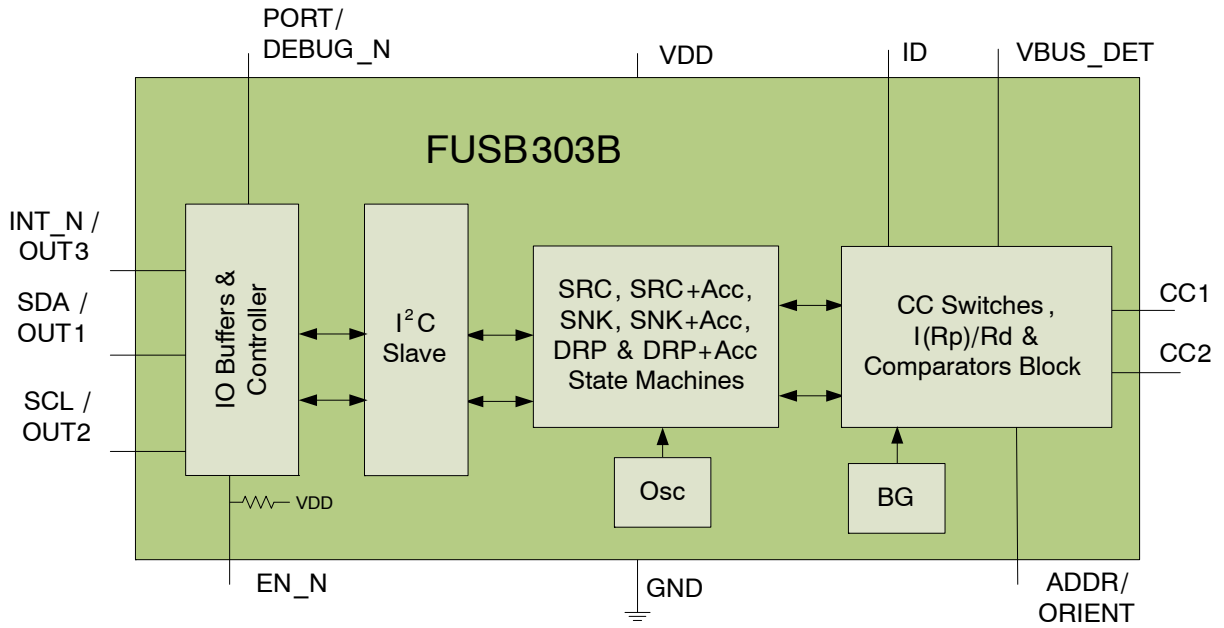 PORT/
DEBUG_N
VDD
ID
VBUS_DET
FUSB303B
INT_N /
OUT3
SDA /
OUT1
SCL /
OUT2
IO Buffers &
Controller
I²C
Slave
SRC, SRC+Acc,
SNK, SNK+Acc,
DRP & DRP+Acc
State Machines
CC Switches ,
I(Rp)/Rd &
Comparators Block
CC1
CC2
Osc
BG
VDD
EN_N
GND
ADDR/
ORIENT